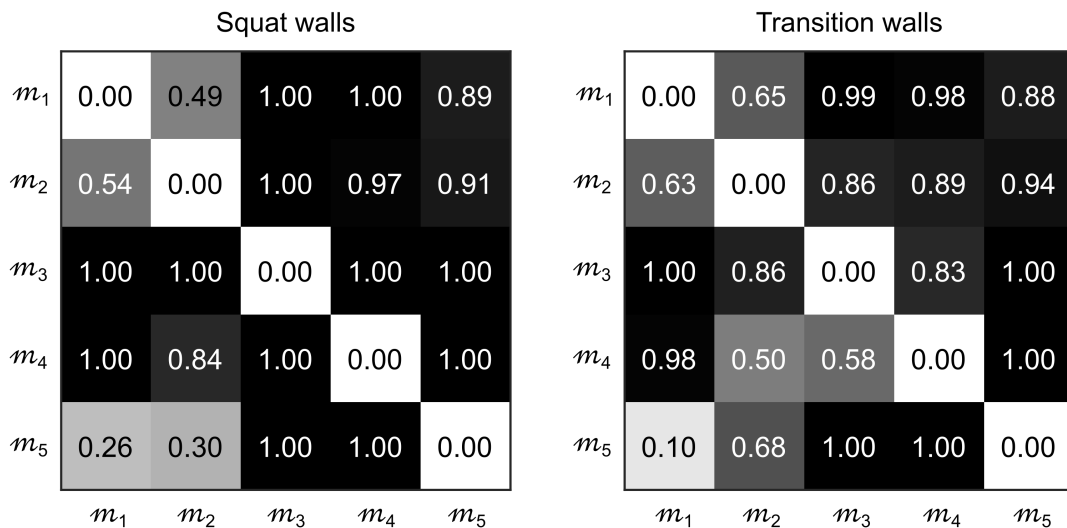 Squat walls
m₁ 0.00 0.49 1.00 1.00 0.89
m₂ 0.54 0.00 1.00 0.97 0.91
m₃ 1.00 1.00 0.00 1.00 1.00
m₄ 1.00 0.84 1.00 0.00 1.00
m₅ 0.26 0.30 1.00 1.00 0.00
m₁ m₂ m₃ m₄ m₅
Transition walls
m₁ 0.00 0.65 0.99 0.98 0.88
m₂ 0.63 0.00 0.86 0.89 0.94
m₃ 1.00 0.86 0.00 0.83 1.00
m₄ 0.98 0.50 0.58 0.00 1.00
m₅ 0.10 0.68 1.00 1.00 0.00
m₁ m₂ m₃ m₄ m₅